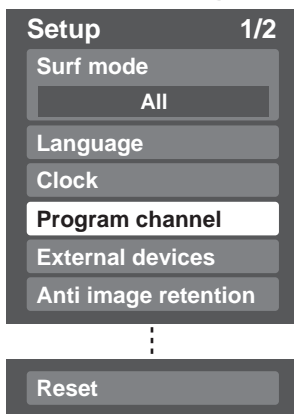 Setup 1/2
Surf mode
All
Language
Clock
Program channel
External devices
Anti image retention
Reset